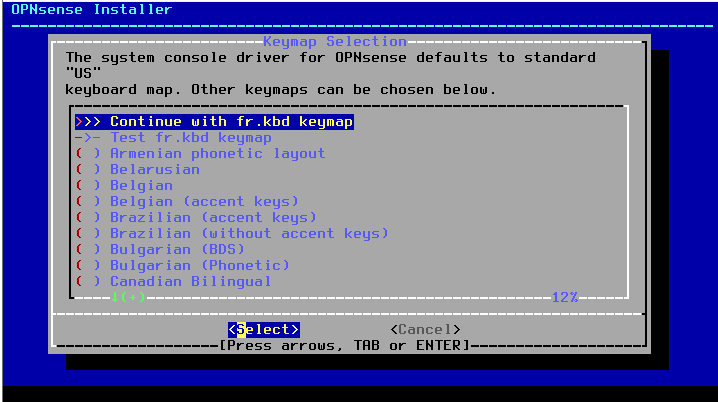 OPNsense Installer
Keymap Selection
The system console driver for OPNsense defaults to standard
"US"
keyboard map. Other keymaps can be chosen below.
>>> Continue with fr.kbd keymap
->- Test fr.kbd keymap
( ) Armenian phonetic layout
( ) Belarusian
( ) Belgian
( ) Belgian (accent keys)
( ) Brazilian (accent keys)
( ) Brazilian (without accent keys)
( ) Bulgarian (BDS)
( ) Bulgarian (Phonetic)
( ) Canadian Bilingual
↕(+) 12%
<Select> <Cancel>
[Press arrows, TAB or ENTER]